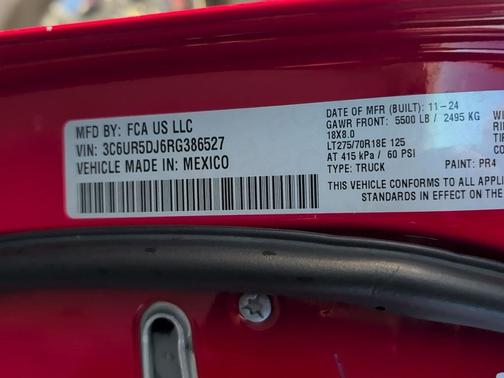 MFD BY: FCA US LLC
VIN: 3C6UR5DJ6RG386527
VEHICLE MADE IN: MEXICO
DATE OF MFR (BUILT): 11-24
GAWR FRONT: 5500 LB / 2495 KG
18X8.0
LT275/70R18E 125
AT 415 kPa / 60 PSI
TYPE: TRUCK
PAINT: PR4
THIS VEHICLE CONFORMS TO ALL APPL
STANDARDS IN EFFECT ON THE